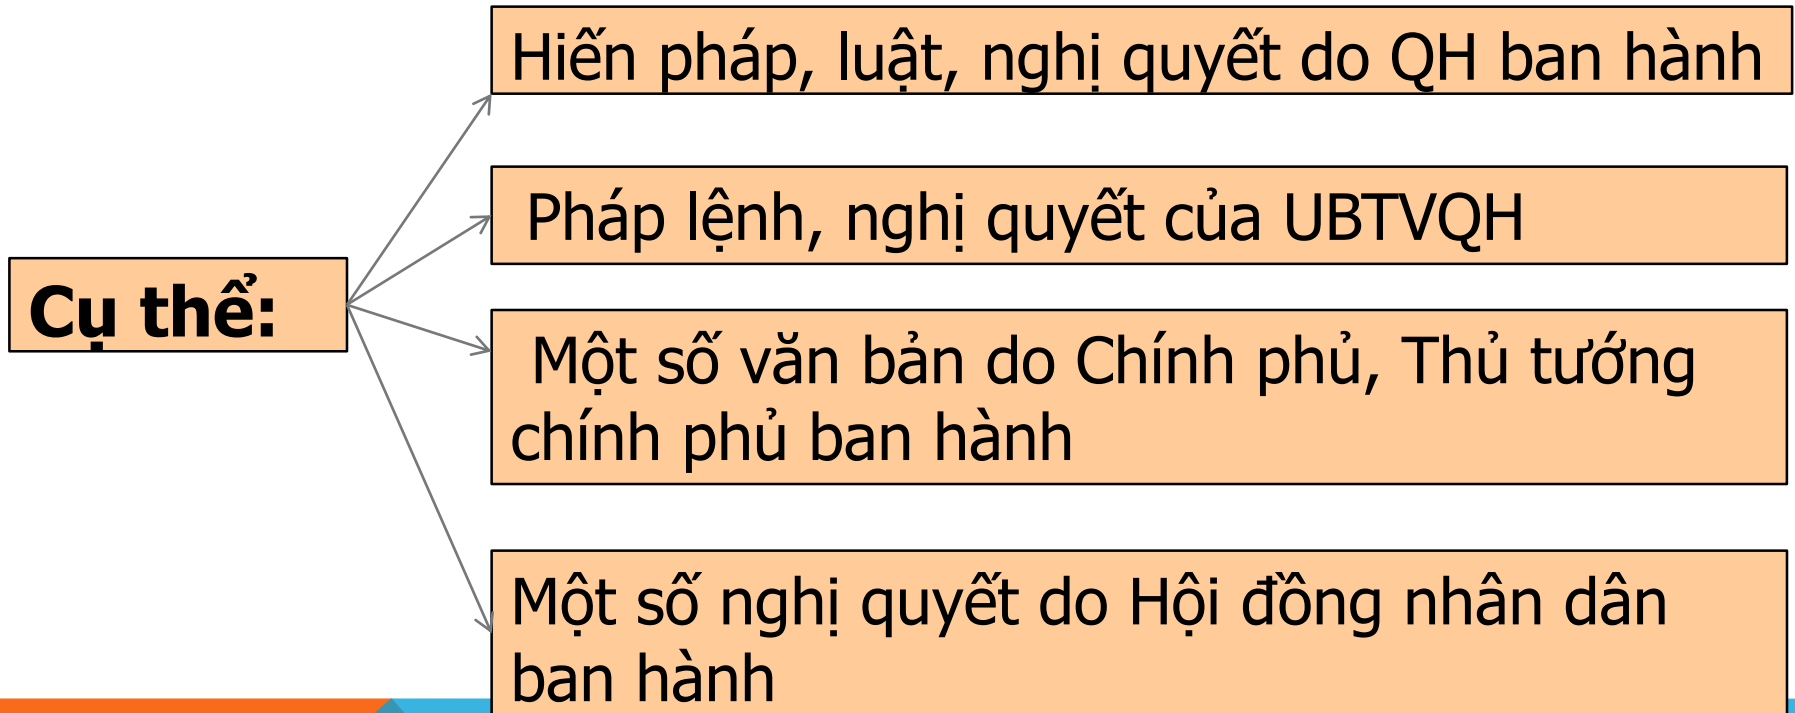 Hiến pháp, luật, nghị quyết do QH ban hành
Pháp lệnh, nghị quyết của UBTVQH
Cụ thể:
Một số văn bản do Chính phủ, Thủ tướng
chính phủ ban hành
Một số nghị quyết do Hội đồng nhân dân
ban hành